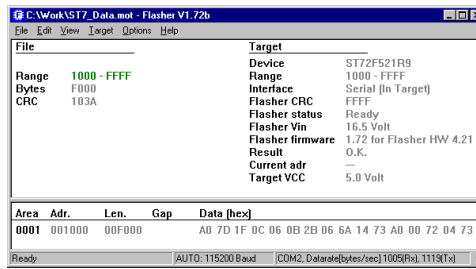 C:\Work\ST7_Data.mot - Flasher V1.72b
File Edit View Target Options Help
File
Range 1000 - FFFF
Bytes F000
CRC 103A
Target
Device ST72F521R9
Range 1000 - FFFF
Interface Serial (In Target)
Flasher CRC FFFF
Flasher status Ready
Flasher Vin 16.5 Volt
Flasher firmware 1.72 for Flasher HW 4.21
Result O.K.
Current adr ---
Target VCC 5.0 Volt
Area Adr. Len. Gap Data (hex)
0001 001000 00F000 A0 7D 1F 0C 06 0B 2B 06 6A 14 73 A0 00 72 04 73
Ready AUTO: 115200 Baud COM2, Datarate[bytes/sec] 1005(Rx), 1119(Tx)